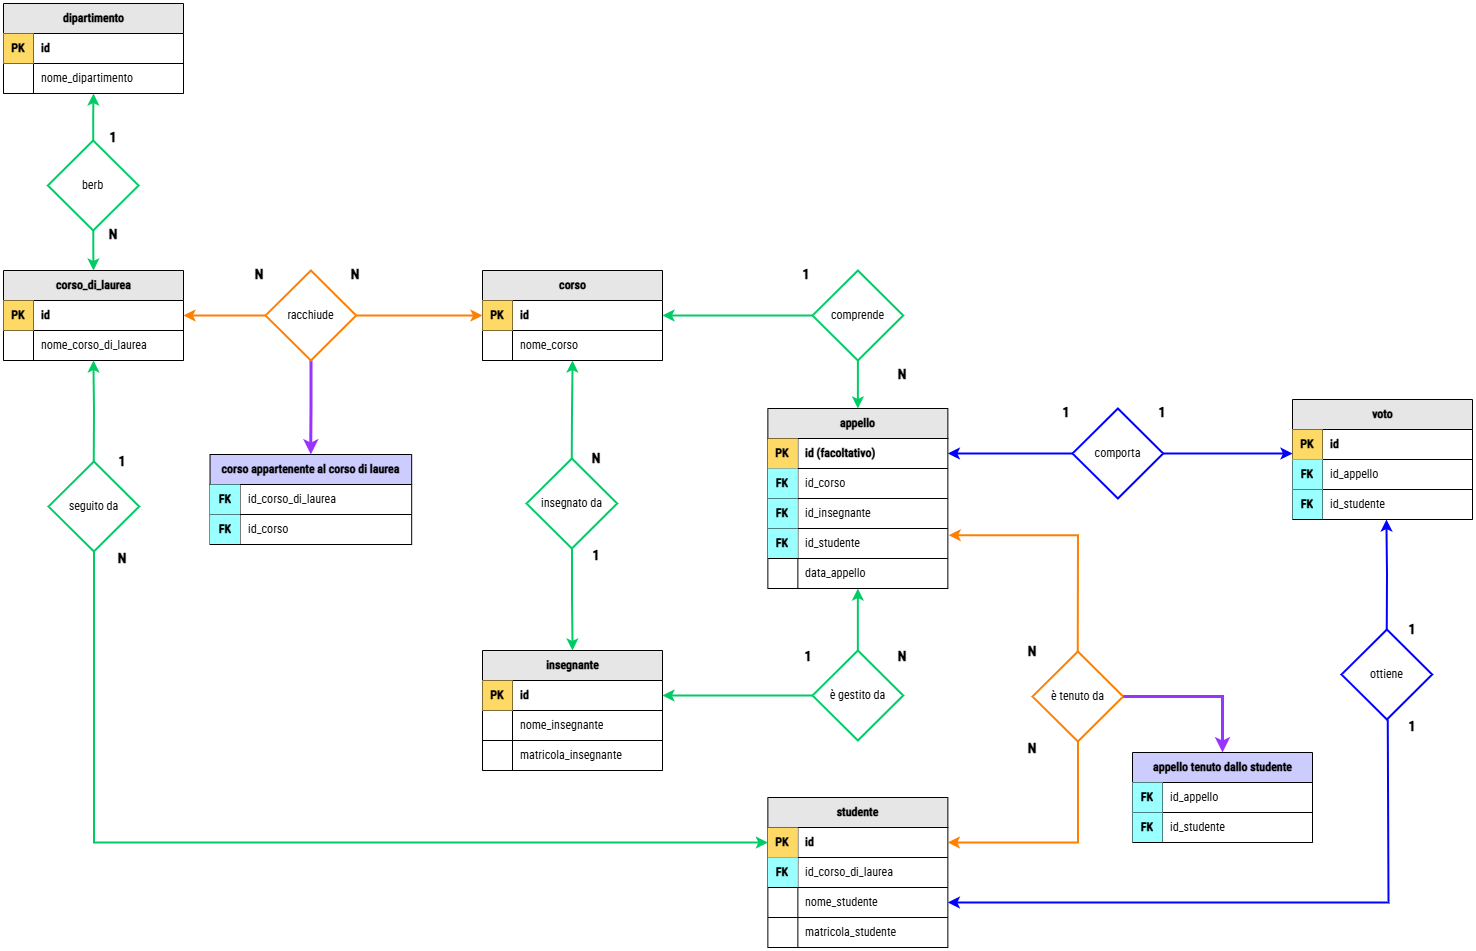 dipartimento
PK id
nome_dipartimento
1
berb
N
corso_di_laurea
PK id
nome_corso_di_laurea
N
N
racchiude
corso
PK id
nome_corso
1
comprende
N
corso appartenente al corso di laurea
FK id_corso_di_laurea
FK id_corso
1
seguito da
N
N
insegnato da
1
appello
PK id (facoltativo)
FK id_corso
FK id_insegnante
FK id_studente
data_appello
1
1
comporta
voto
PK id
FK id_appello
FK id_studente
insegnante
PK id
nome_insegnante
matricola_insegnante
1
N
è gestito da
N
è tenuto da
N
1
ottiene
1
appello tenuto dallo studente
FK id_appello
FK id_studente
studente
PK id
FK id_corso_di_laurea
nome_studente
matricola_studente